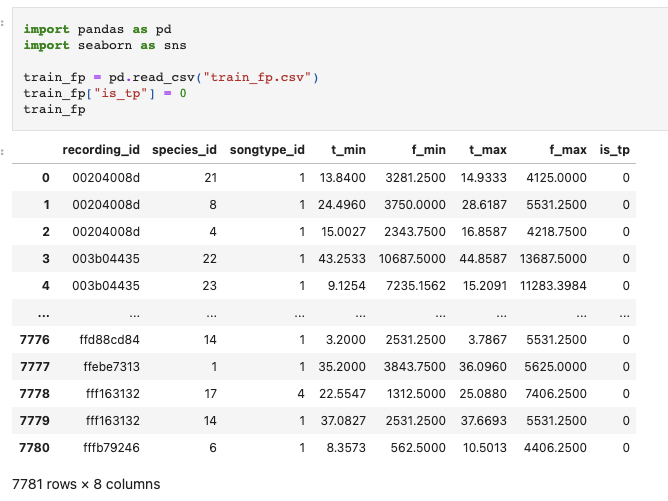 import pandas as pd
import seaborn as sns
train_fp = pd.read_csv("train_fp.csv")
train_fp["is_tp"] = 0
train_fp
recording_id species_id songtype_id t_min f_min t_max f_max is_tp
0 00204008d 21 1 13.8400 3281.2500 14.9333 4125.0000 0
1 00204008d 8 1 24.4960 3750.0000 28.6187 5531.2500 0
2 00204008d 4 1 15.0027 2343.7500 16.8587 4218.7500 0
3 003b04435 22 1 43.2533 10687.5000 44.8587 13687.5000 0
4 003b04435 23 1 9.1254 7235.1562 15.2091 11283.3984 0
... ... ... ... ... ... ... ... ...
7776 ffd88cd84 14 1 3.2000 2531.2500 3.7867 5531.2500 0
7777 ffebe7313 1 1 35.2000 3843.7500 36.0960 5625.0000 0
7778 fff163132 17 4 22.5547 1312.5000 25.0880 7406.2500 0
7779 fff163132 14 1 37.0827 2531.2500 37.6693 5531.2500 0
7780 fffb79246 6 1 8.3573 562.5000 10.5013 4406.2500 0
7781 rows × 8 columns